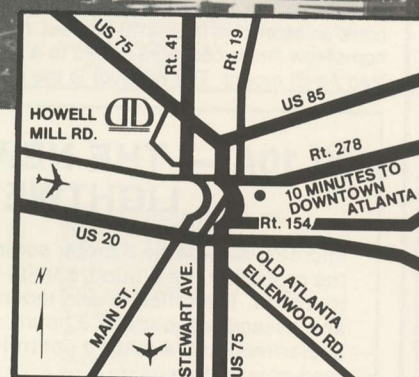 US 75
Rt. 41
Rt. 19
US 85
HOWELL
MILL RD.
Rt. 278
10 MINUTES TO
DOWNTOWN
ATLANTA
Rt. 154
US 20
OLD ATLANTA
ELLENWOOD RD.
MAIN ST.
STEWART AVE.
US 75
N